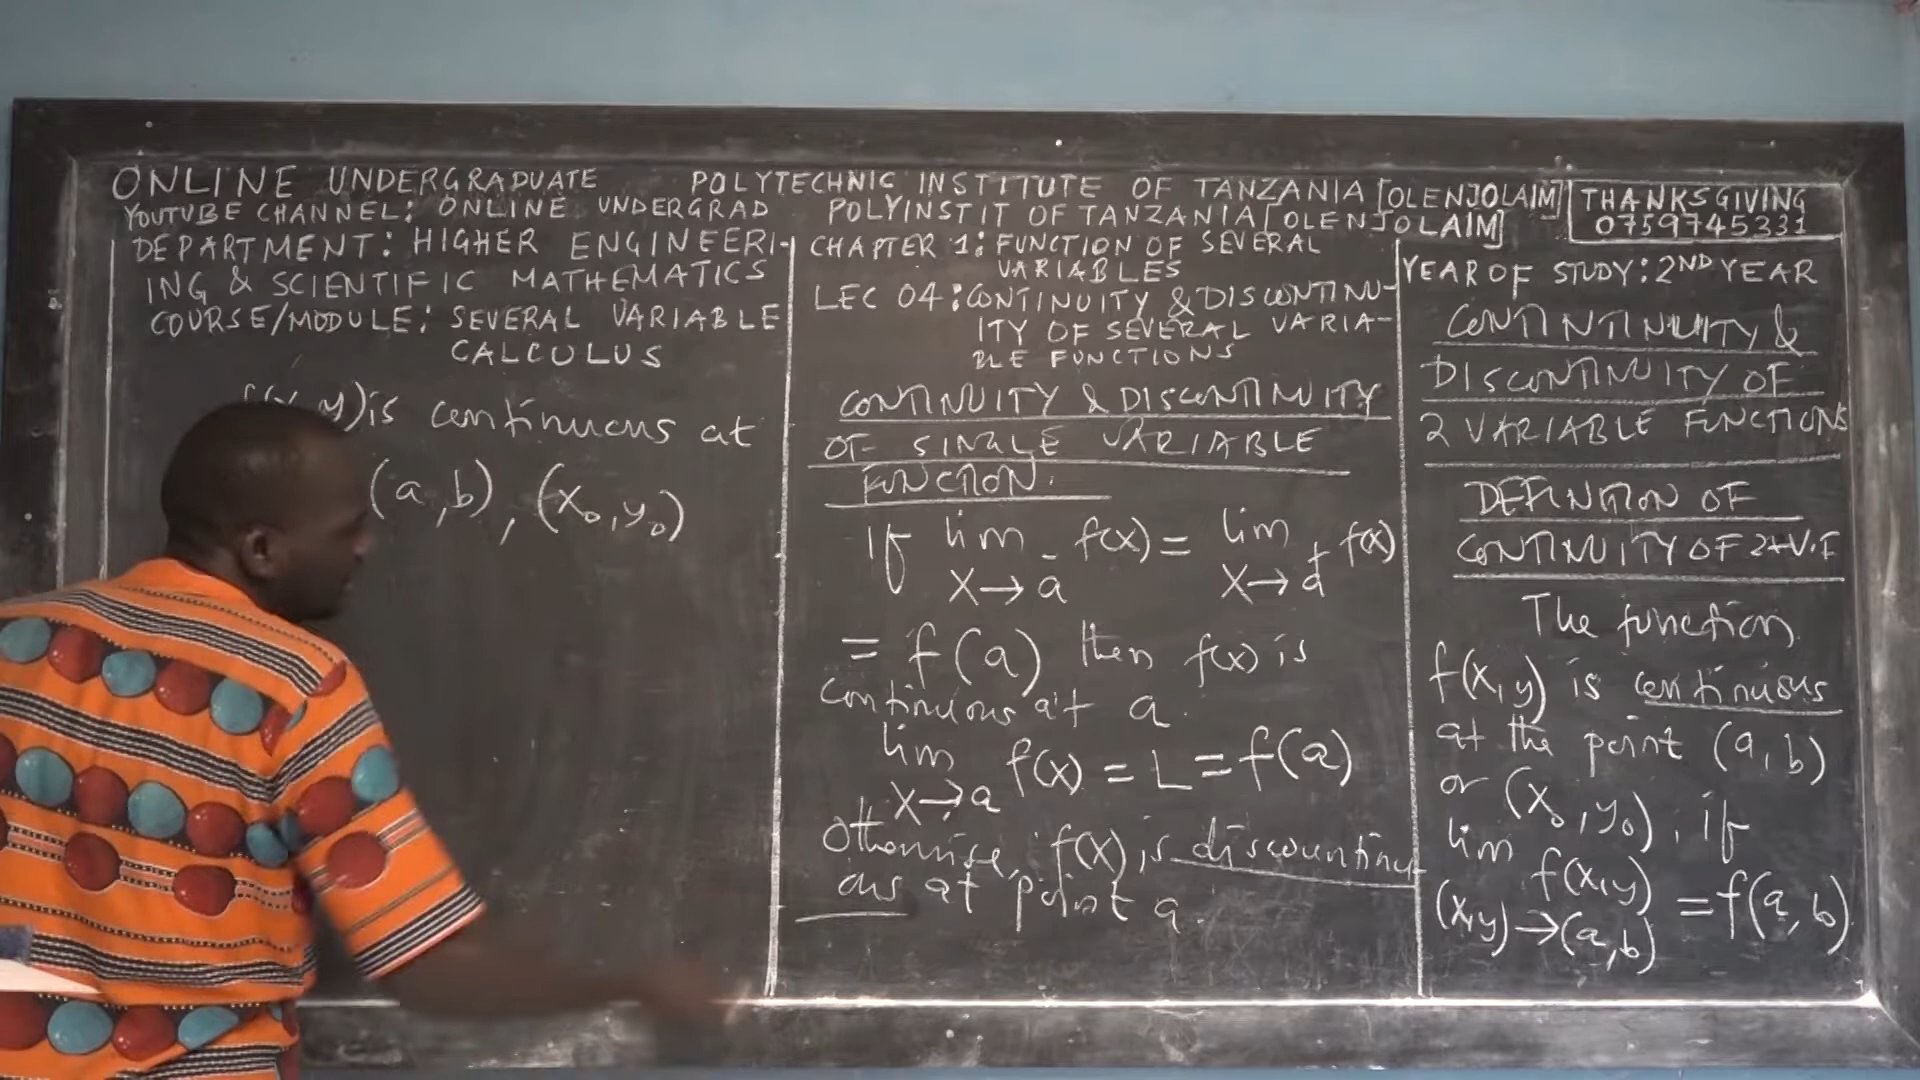 ONLINE UNDERGRADUATE POLYTECHNIC INSTITUTE OF TANZANIA [OLENJOLAIM]
YOUTUBE CHANNEL: ONLINE UNDERGRAD POLYINSTIT OF TANZANIA [OLENJOLAIM]
THANKSGIVING
0759745331
DEPARTMENT: HIGHER ENGINEERI-
ING & SCIENTIFIC MATHEMATICS
COURSE/MODULE: SEVERAL VARIABLE
CALCULUS
f(x,y) is continuous at
(a,b), (x₀,y₀)
CHAPTER 1: FUNCTION OF SEVERAL
VARIABLES
LEC 04: CONTINUITY & DISCONTINU-
ITY OF SEVERAL VARIA-
BLE FUNCTIONS
CONTINUITY & DISCONTINUITY
OF SINGLE VARIABLE
FUNCTION.
If lim f(x) = lim f(x)
x→a⁻ x→a⁺
= f(a) then f(x) is
continuous at a.
lim f(x) = L = f(a)
x→a
Otherwise, f(x) is discountinu-
ous at point a.
YEAR OF STUDY: 2ND YEAR
CONTINTINUITY &
DISCONTINUITY OF
2 VARIABLE FUNCTIONS
DEFINITION OF
CONTINUITY OF 2+V.F
The function
f(x,y) is continuous
at the point (a,b)
or (x₀,y₀), if
lim f(x,y) = f(a,b)
(x,y)→(a,b)